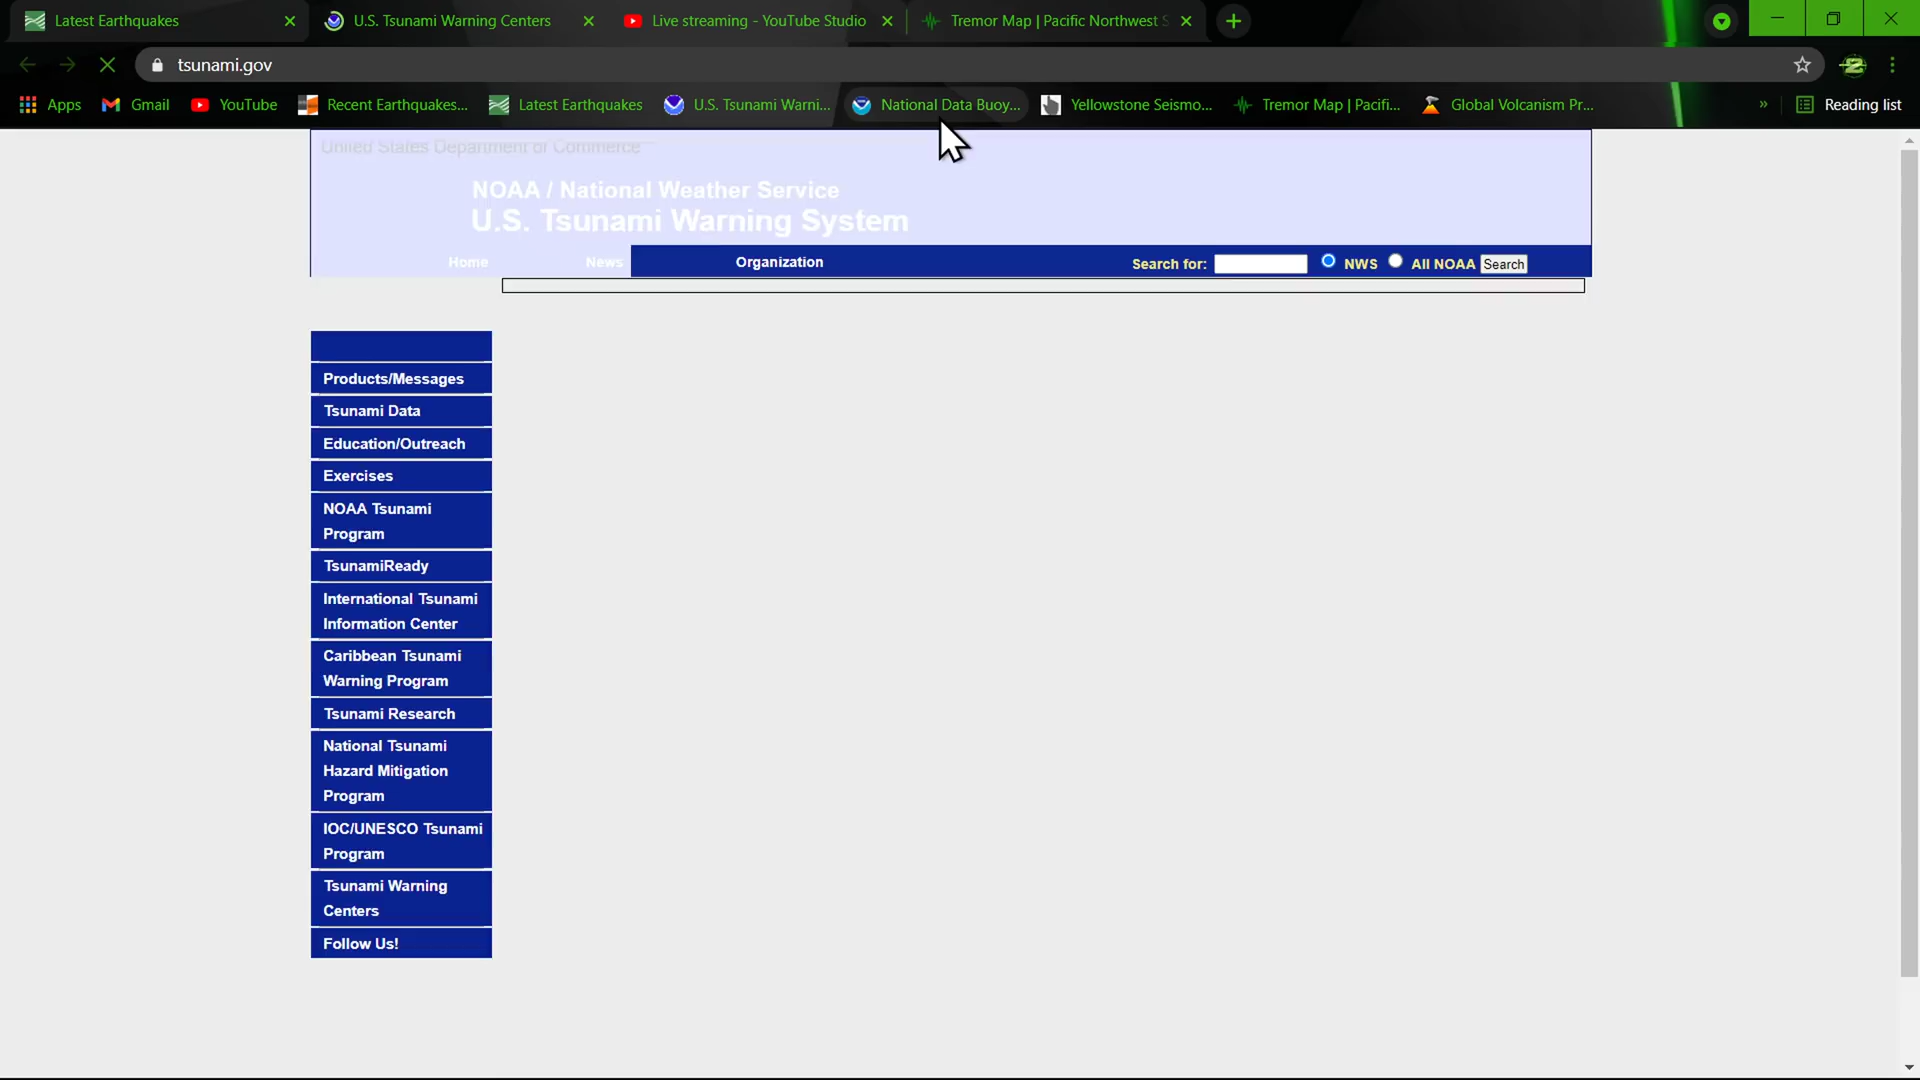 Latest Earthquakes U.S. Tsunami Warning Centers Live streaming - YouTube Studio Tremor Map | Pacific Northwest S
tsunami.gov
Apps Gmail YouTube Recent Earthquakes... Latest Earthquakes U.S. Tsunami Warni... National Data Buoy... Yellowstone Seismo... Tremor Map | Pacifi... Global Volcanism Pr... » Reading list
United States Department of Commerce
NOAA / National Weather Service
U.S. Tsunami Warning System
Home News Organization Search for: NWS All NOAA Search
Products/Messages
Tsunami Data
Education/Outreach
Exercises
NOAA Tsunami
Program
TsunamiReady
International Tsunami
Information Center
Caribbean Tsunami
Warning Program
Tsunami Research
National Tsunami
Hazard Mitigation
Program
IOC/UNESCO Tsunami
Program
Tsunami Warning
Centers
Follow Us!